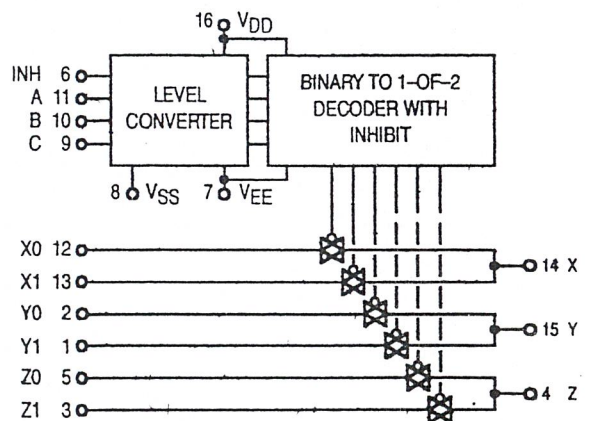 16 VDD
INH 6
A 11
B 10
C 9
LEVEL
CONVERTER
BINARY TO 1–OF–2
DECODER WITH
INHIBIT
8 VSS
7 VEE
X0 12
X1 13
14 X
Y0 2
Y1 1
15 Y
Z0 5
Z1 3
4 Z